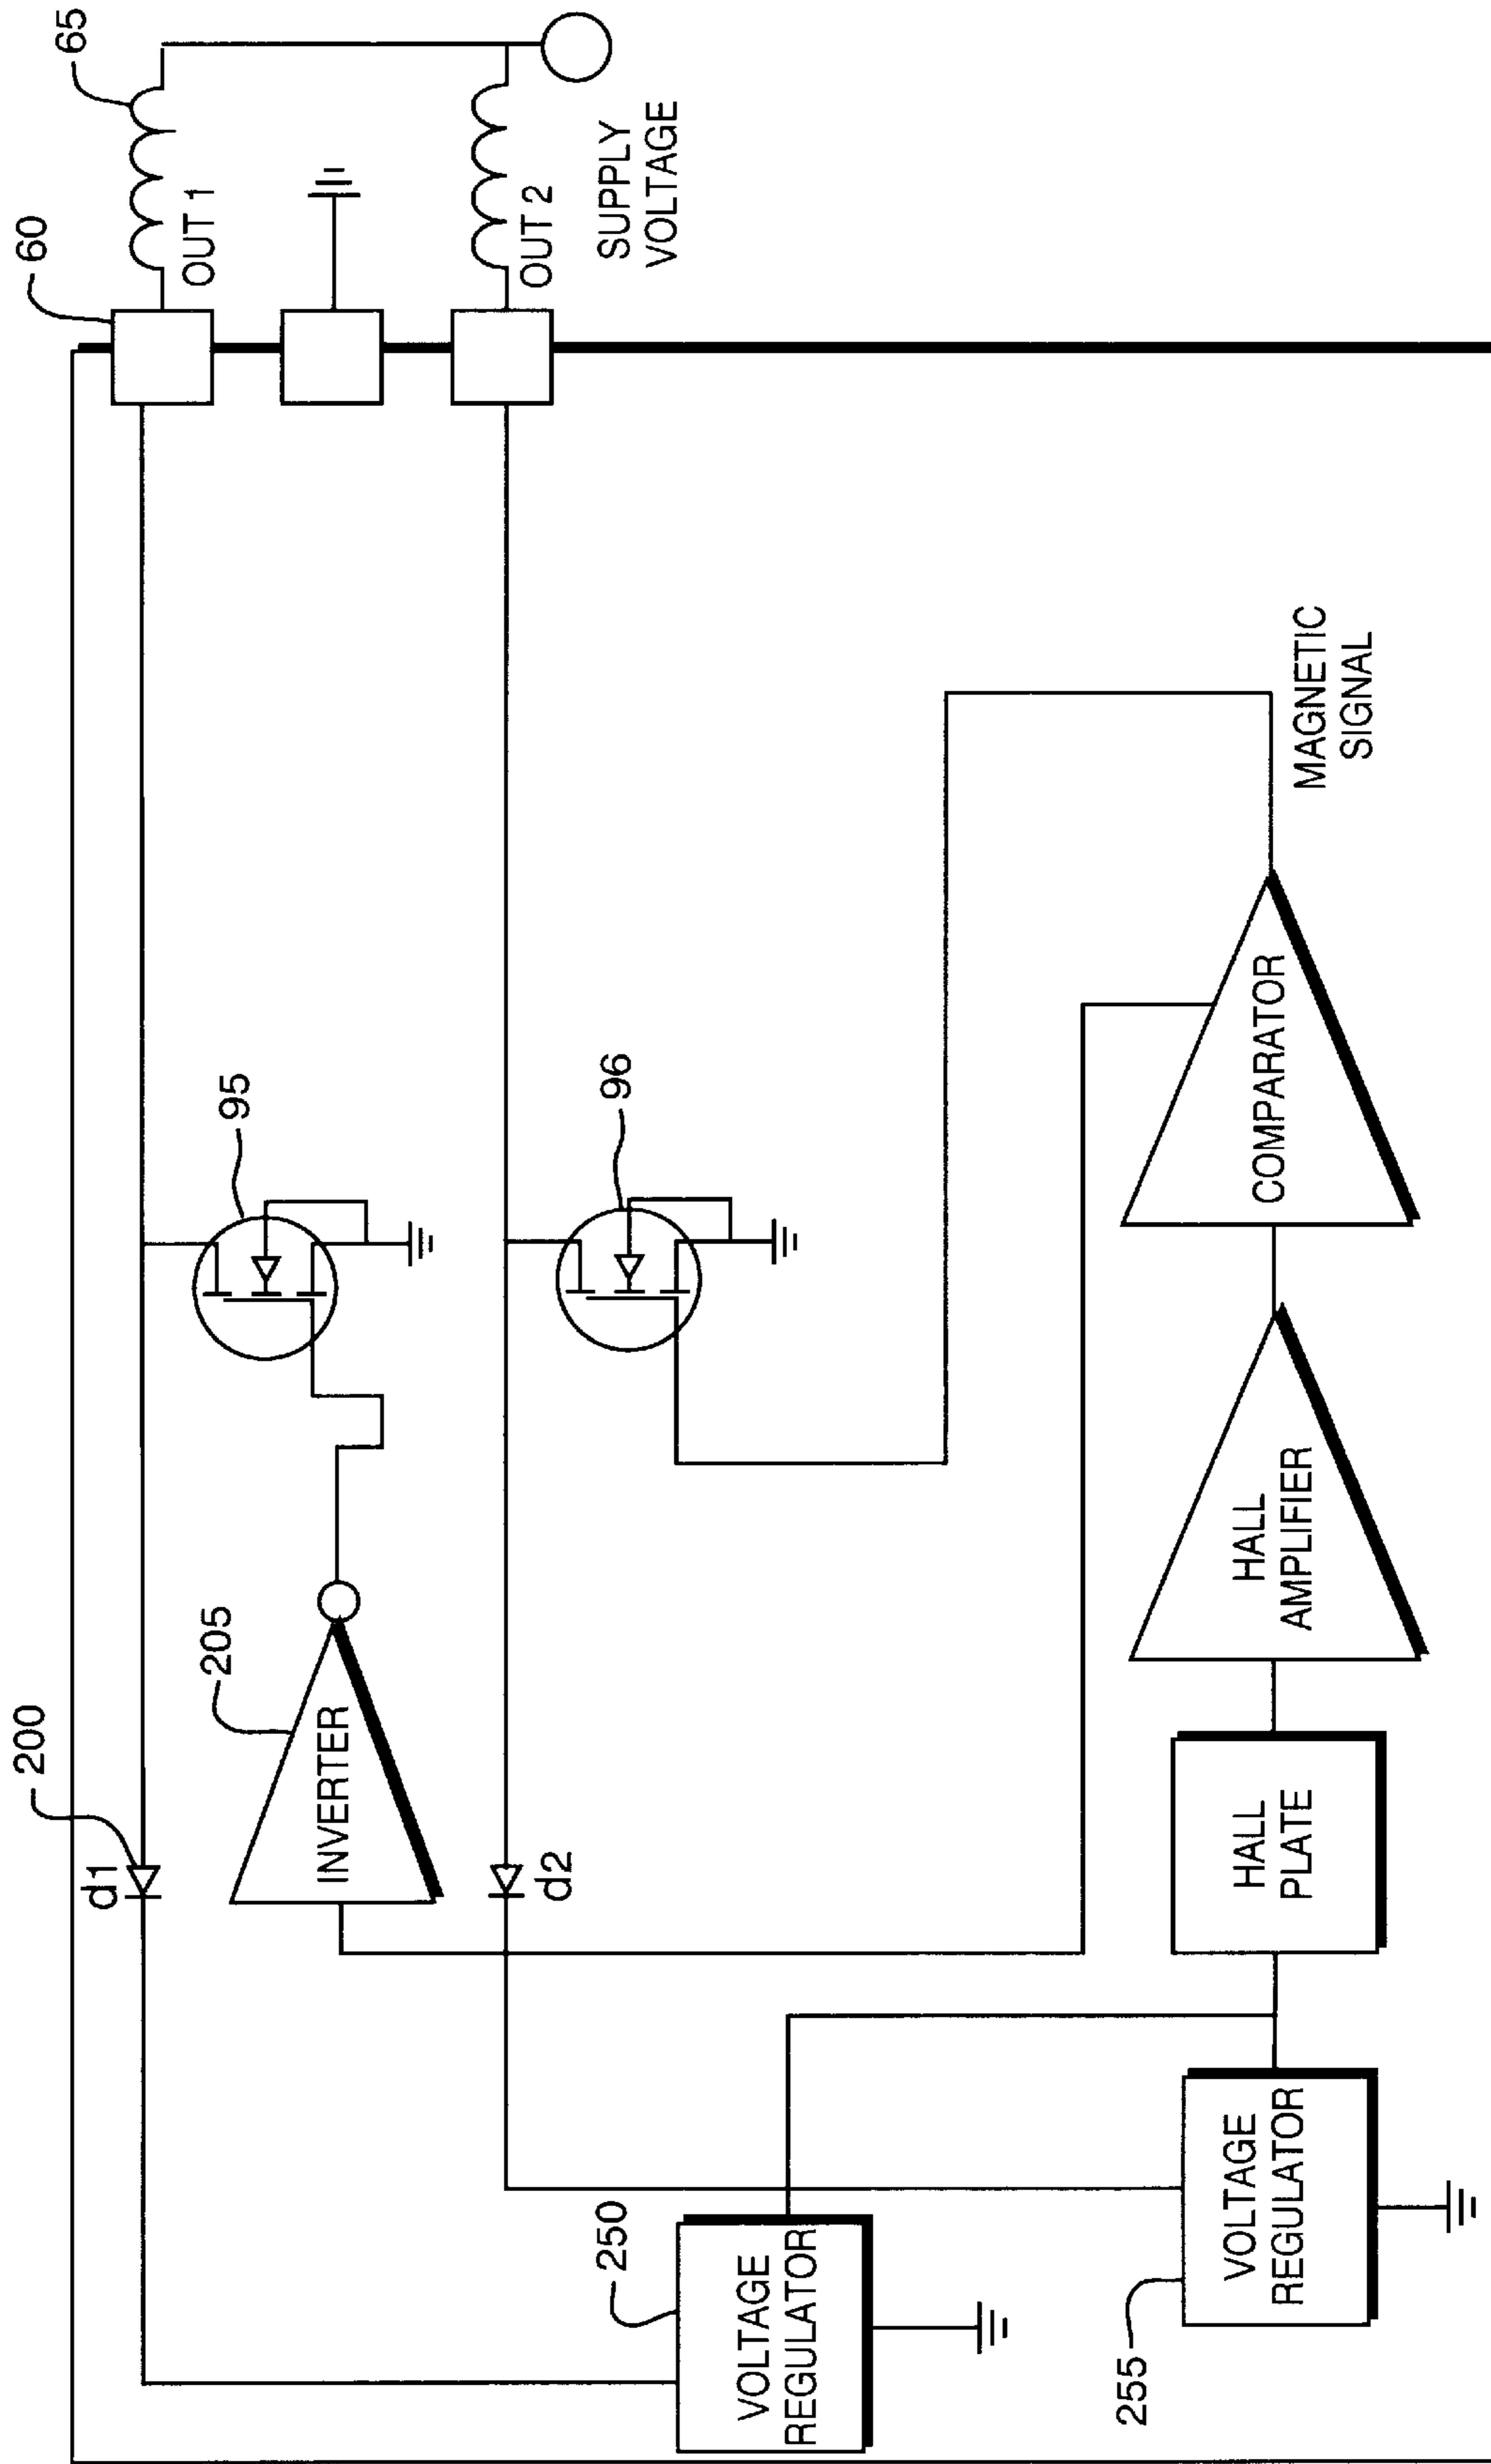 200
d1
205
INVERTER
d2
95
96
60
65
OUT 1
OUT 2
SUPPLY
VOLTAGE
250
VOLTAGE
REGULATOR
255
VOLTAGE
REGULATOR
HALL
PLATE
HALL
AMPLIFIER
COMPARATOR
MAGNETIC
SIGNAL